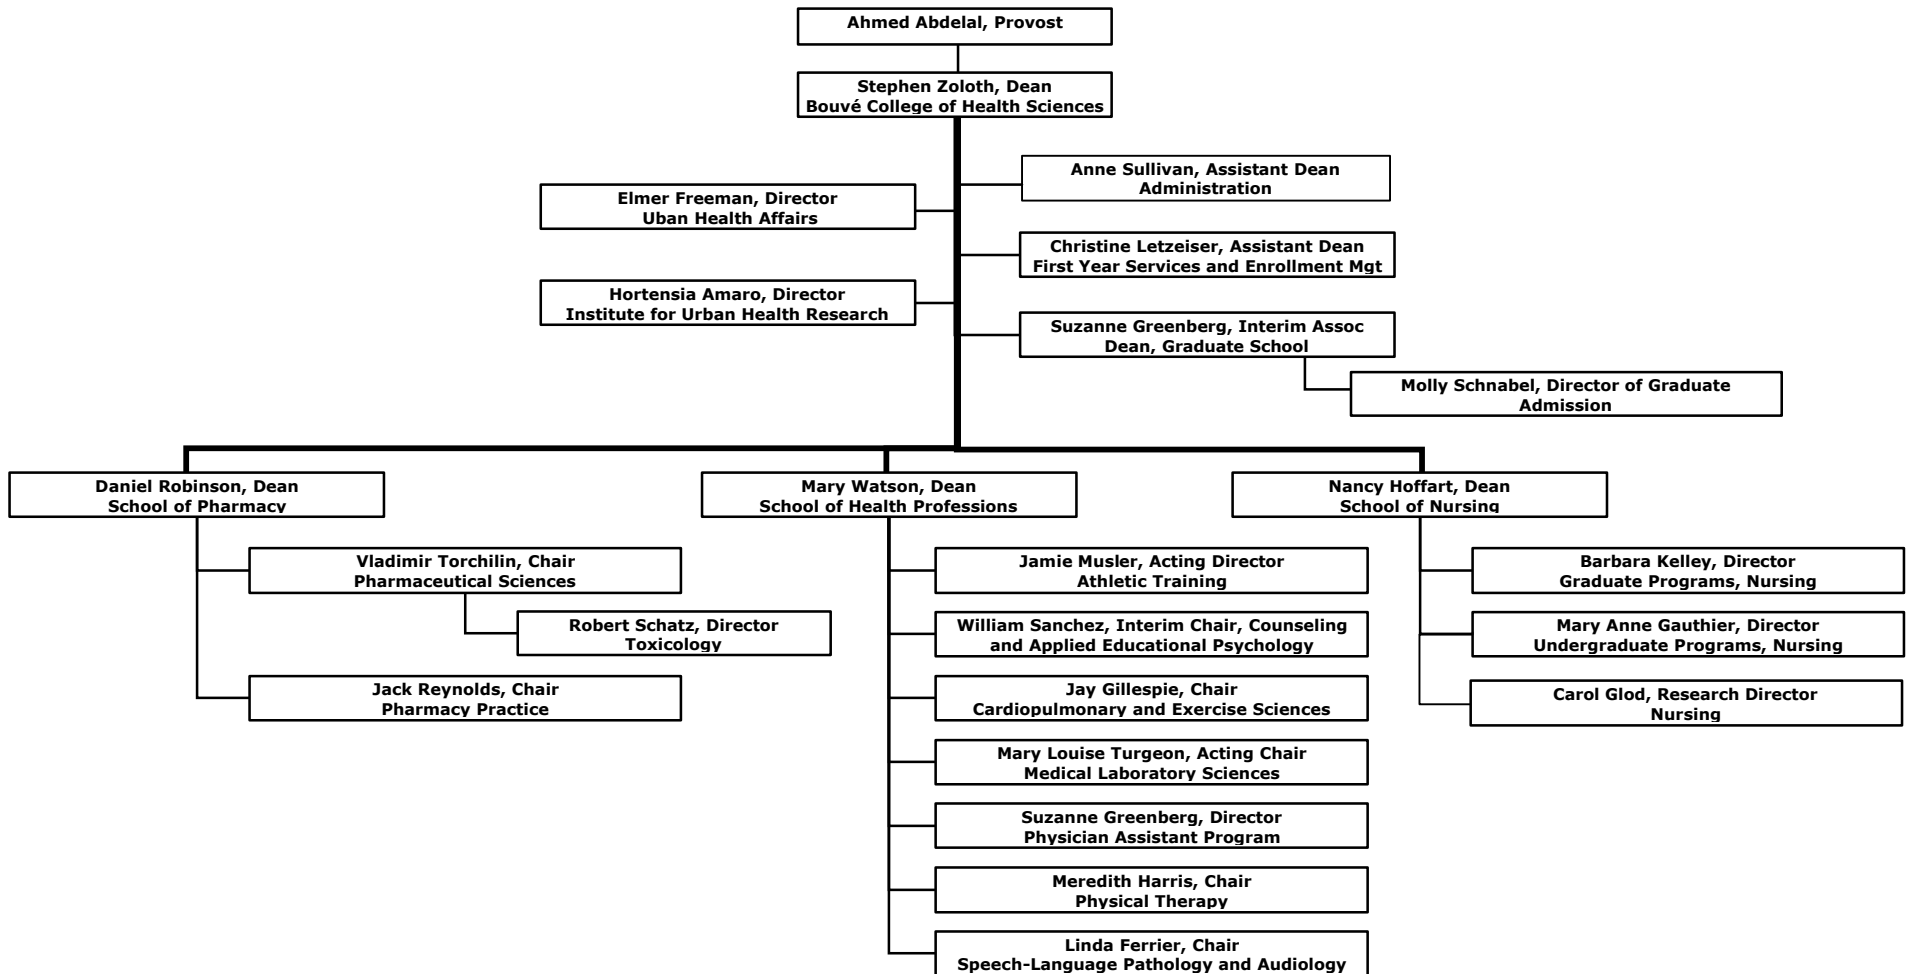 Ahmed Abdelal, Provost
Stephen Zoloth, Dean
Bouvé College of Health Sciences
Anne Sullivan, Assistant Dean
Administration
Elmer Freeman, Director
Uban Health Affairs
Christine Letzeiser, Assistant Dean
First Year Services and Enrollment Mgt
Hortensia Amaro, Director
Institute for Urban Health Research
Suzanne Greenberg, Interim Assoc
Dean, Graduate School
Molly Schnabel, Director of Graduate
Admission
Daniel Robinson, Dean
School of Pharmacy
Vladimir Torchilin, Chair
Pharmaceutical Sciences
Robert Schatz, Director
Toxicology
Jack Reynolds, Chair
Pharmacy Practice
Mary Watson, Dean
School of Health Professions
Jamie Musler, Acting Director
Athletic Training
William Sanchez, Interim Chair, Counseling
and Applied Educational Psychology
Jay Gillespie, Chair
Cardiopulmonary and Exercise Sciences
Mary Louise Turgeon, Acting Chair
Medical Laboratory Sciences
Suzanne Greenberg, Director
Physician Assistant Program
Meredith Harris, Chair
Physical Therapy
Linda Ferrier, Chair
Speech-Language Pathology and Audiology
Nancy Hoffart, Dean
School of Nursing
Barbara Kelley, Director
Graduate Programs, Nursing
Mary Anne Gauthier, Director
Undergraduate Programs, Nursing
Carol Glod, Research Director
Nursing